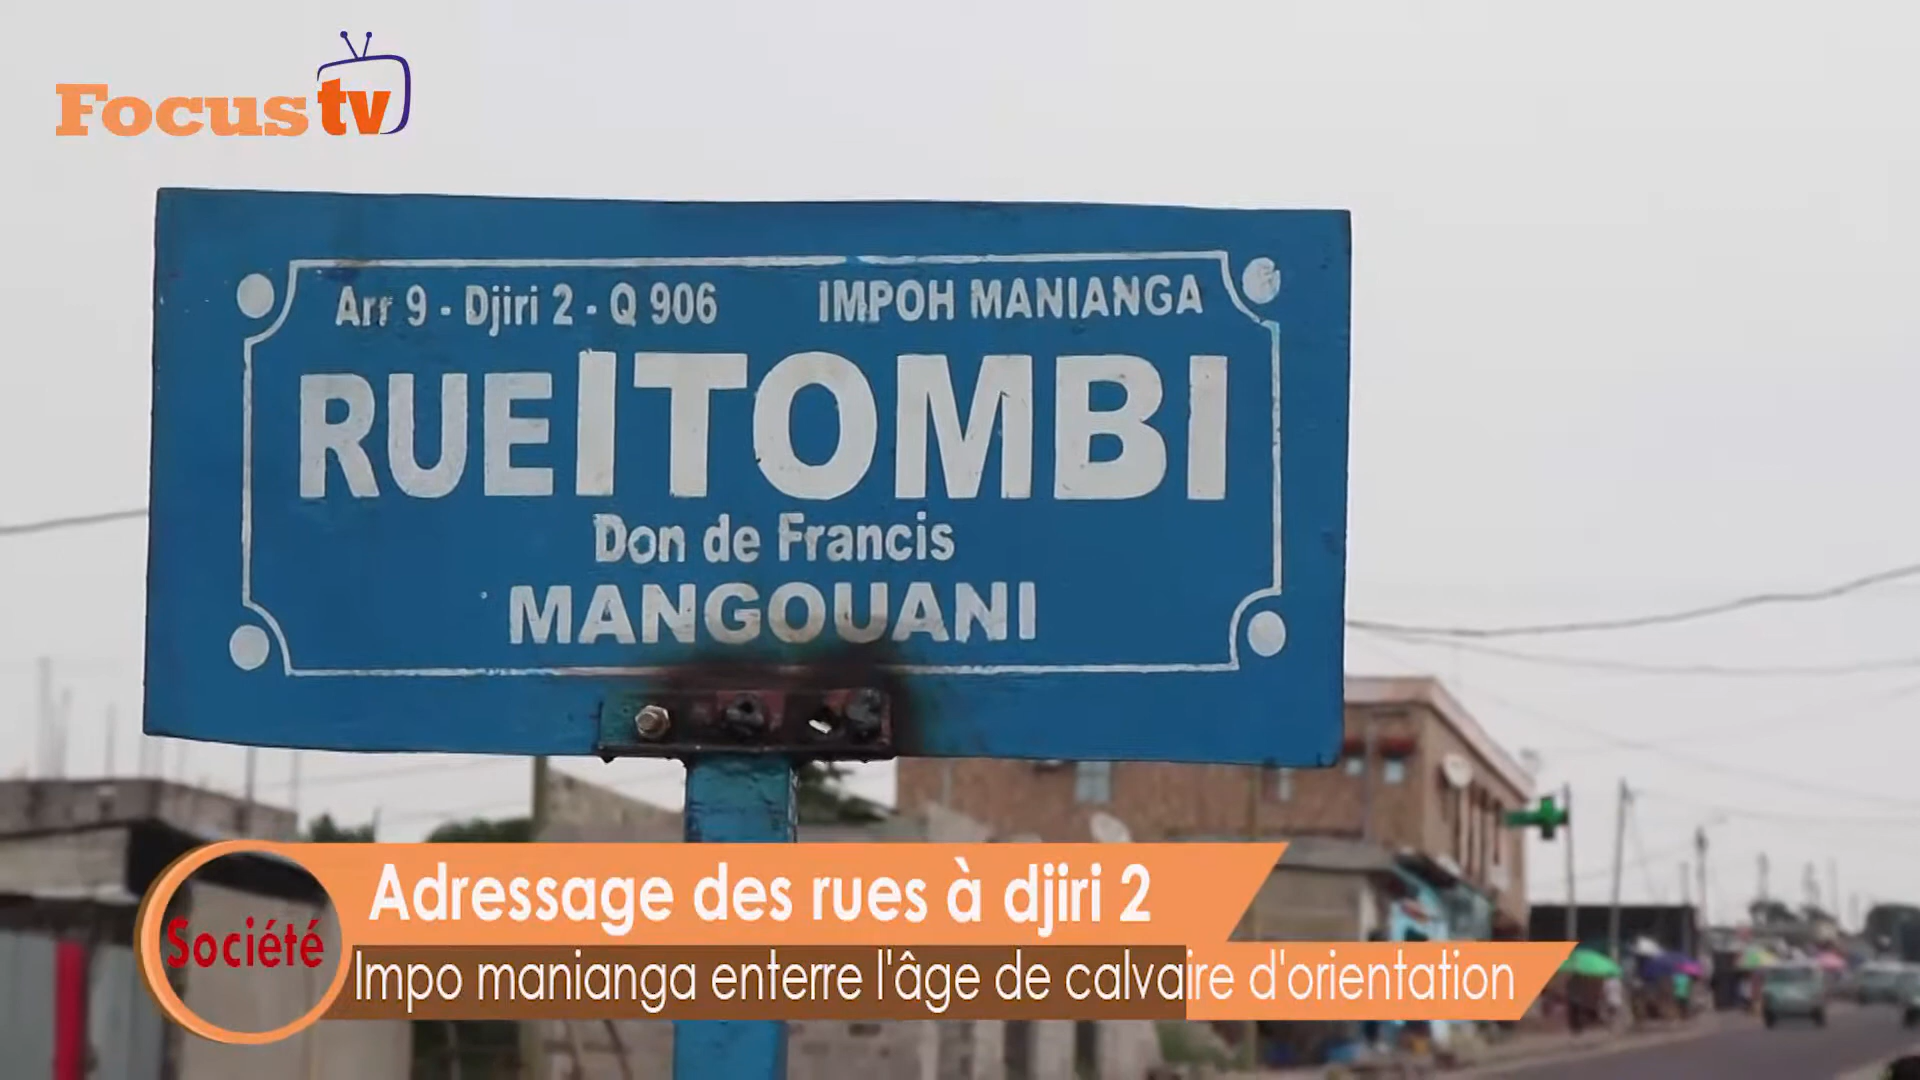 Focus tv
Arr 9 - Djiri 2 - Q 906 IMPOH MANIANGA
RUE ITOMBI
Don de Francis
MANGOUANI
Adressage des rues à djiri 2
Société
Impo manianga enterre l'âge de calvaire d'orientation